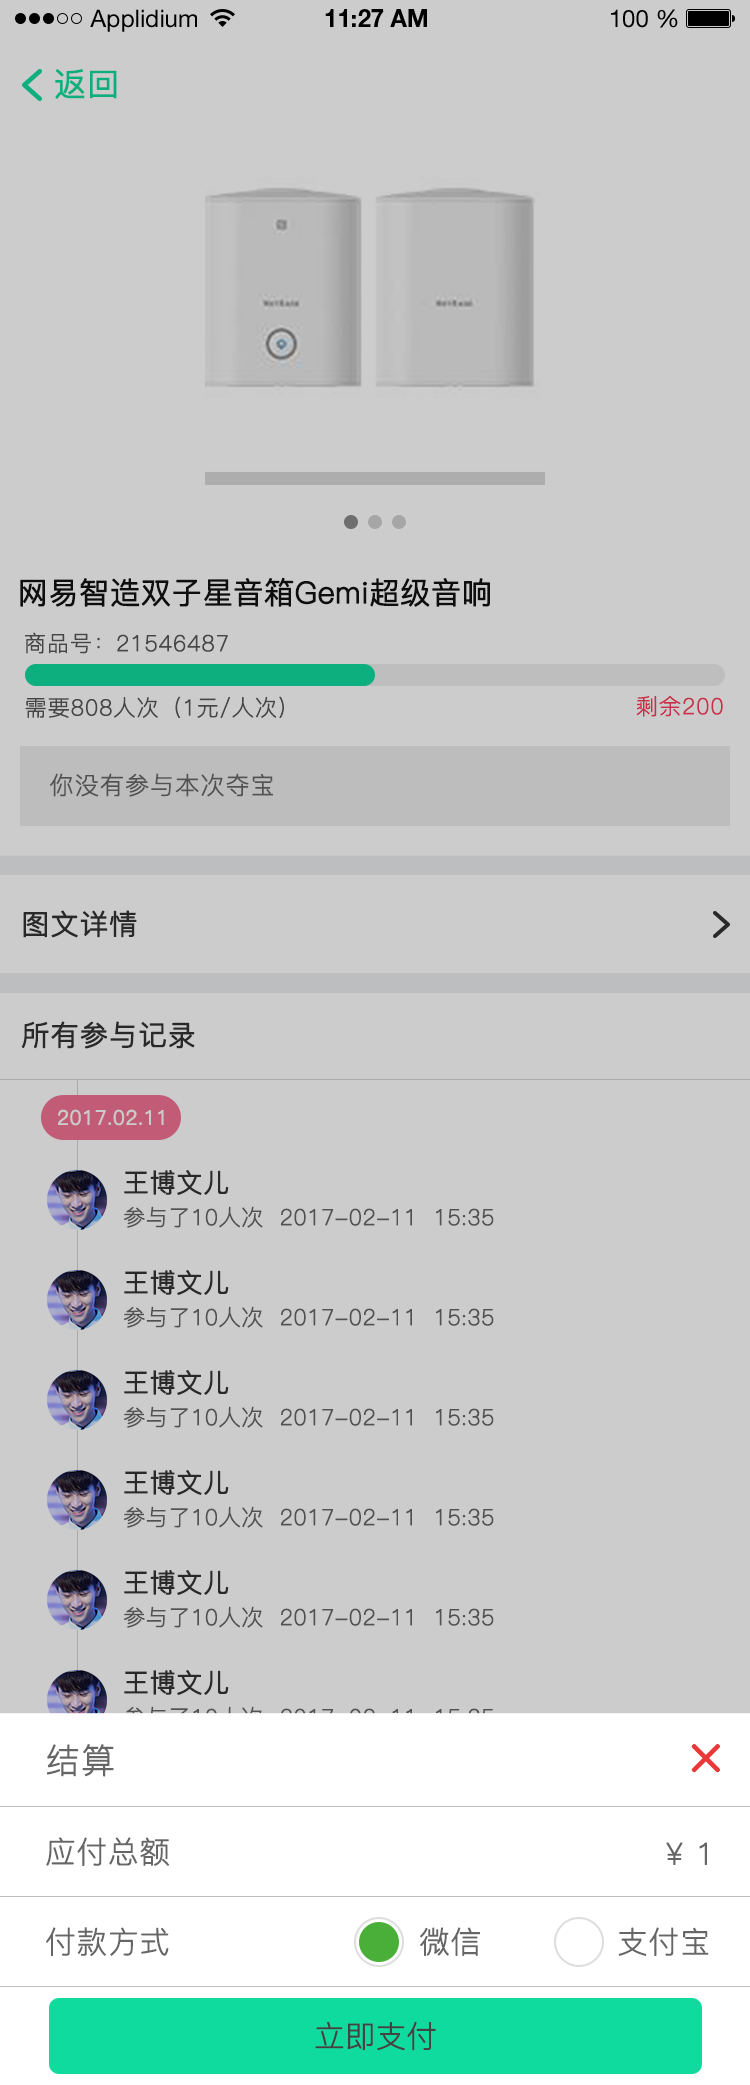 Applidium 11:27 AM 100 %
返回
网易智造双子星音箱Gemi超级音响
商品号：21546487
需要808人次（1元/人次） 剩余200
你没有参与本次夺宝
图文详情
所有参与记录
2017.02.11
王博文儿
参与了10人次 2017-02-11 15:35
王博文儿
参与了10人次 2017-02-11 15:35
王博文儿
参与了10人次 2017-02-11 15:35
王博文儿
参与了10人次 2017-02-11 15:35
王博文儿
参与了10人次 2017-02-11 15:35
王博文儿
结算
应付总额 ¥ 1
付款方式 微信 支付宝
立即支付